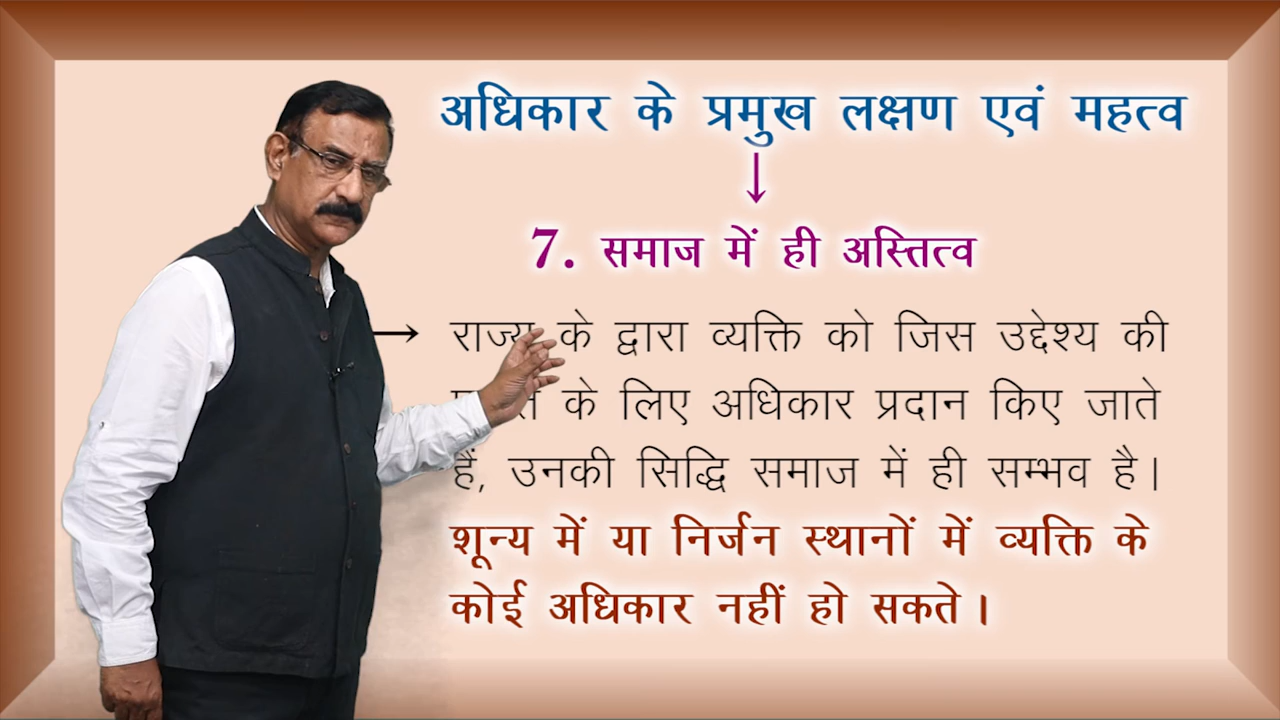 अधिकार के प्रमुख लक्षण एवं महत्व
↓
7. समाज में ही अस्तित्व
→ राज्य के द्वारा व्यक्ति को जिस उद्देश्य की
के लिए अधिकार प्रदान किए जाते
हैं, उनकी सिद्धि समाज में ही सम्भव है।
शून्य में या निर्जन स्थानों में व्यक्ति के
कोई अधिकार नहीं हो सकते।